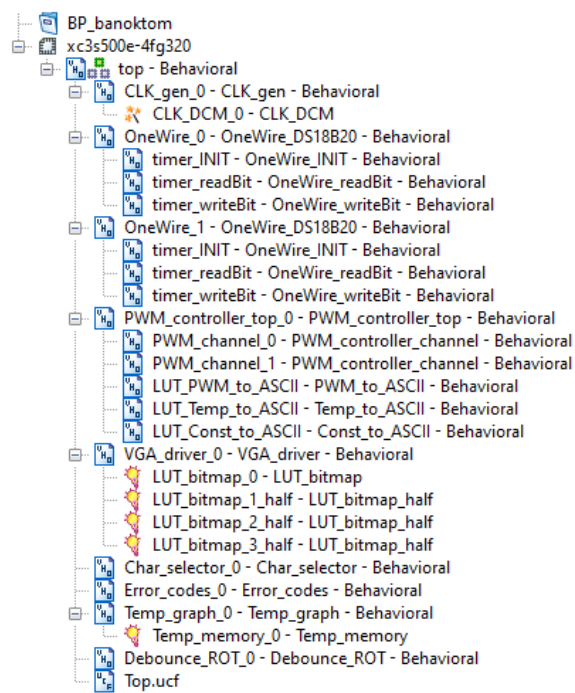 BP_banoktom
xc3s500e-4fg320
top - Behavioral
CLK_gen_0 - CLK_gen - Behavioral
CLK_DCM_0 - CLK_DCM
OneWire_0 - OneWire_DS18B20 - Behavioral
timer_INIT - OneWire_INIT - Behavioral
timer_readBit - OneWire_readBit - Behavioral
timer_writeBit - OneWire_writeBit - Behavioral
OneWire_1 - OneWire_DS18B20 - Behavioral
timer_INIT - OneWire_INIT - Behavioral
timer_readBit - OneWire_readBit - Behavioral
timer_writeBit - OneWire_writeBit - Behavioral
PWM_controller_top_0 - PWM_controller_top - Behavioral
PWM_channel_0 - PWM_controller_channel - Behavioral
PWM_channel_1 - PWM_controller_channel - Behavioral
LUT_PWM_to_ASCII - PWM_to_ASCII - Behavioral
LUT_Temp_to_ASCII - Temp_to_ASCII - Behavioral
LUT_Const_to_ASCII - Const_to_ASCII - Behavioral
VGA_driver_0 - VGA_driver - Behavioral
LUT_bitmap_0 - LUT_bitmap
LUT_bitmap_1_half - LUT_bitmap_half
LUT_bitmap_2_half - LUT_bitmap_half
LUT_bitmap_3_half - LUT_bitmap_half
Char_selector_0 - Char_selector - Behavioral
Error_codes_0 - Error_codes - Behavioral
Temp_graph_0 - Temp_graph - Behavioral
Temp_memory_0 - Temp_memory
Debounce_ROT_0 - Debounce_ROT - Behavioral
Top.ucf